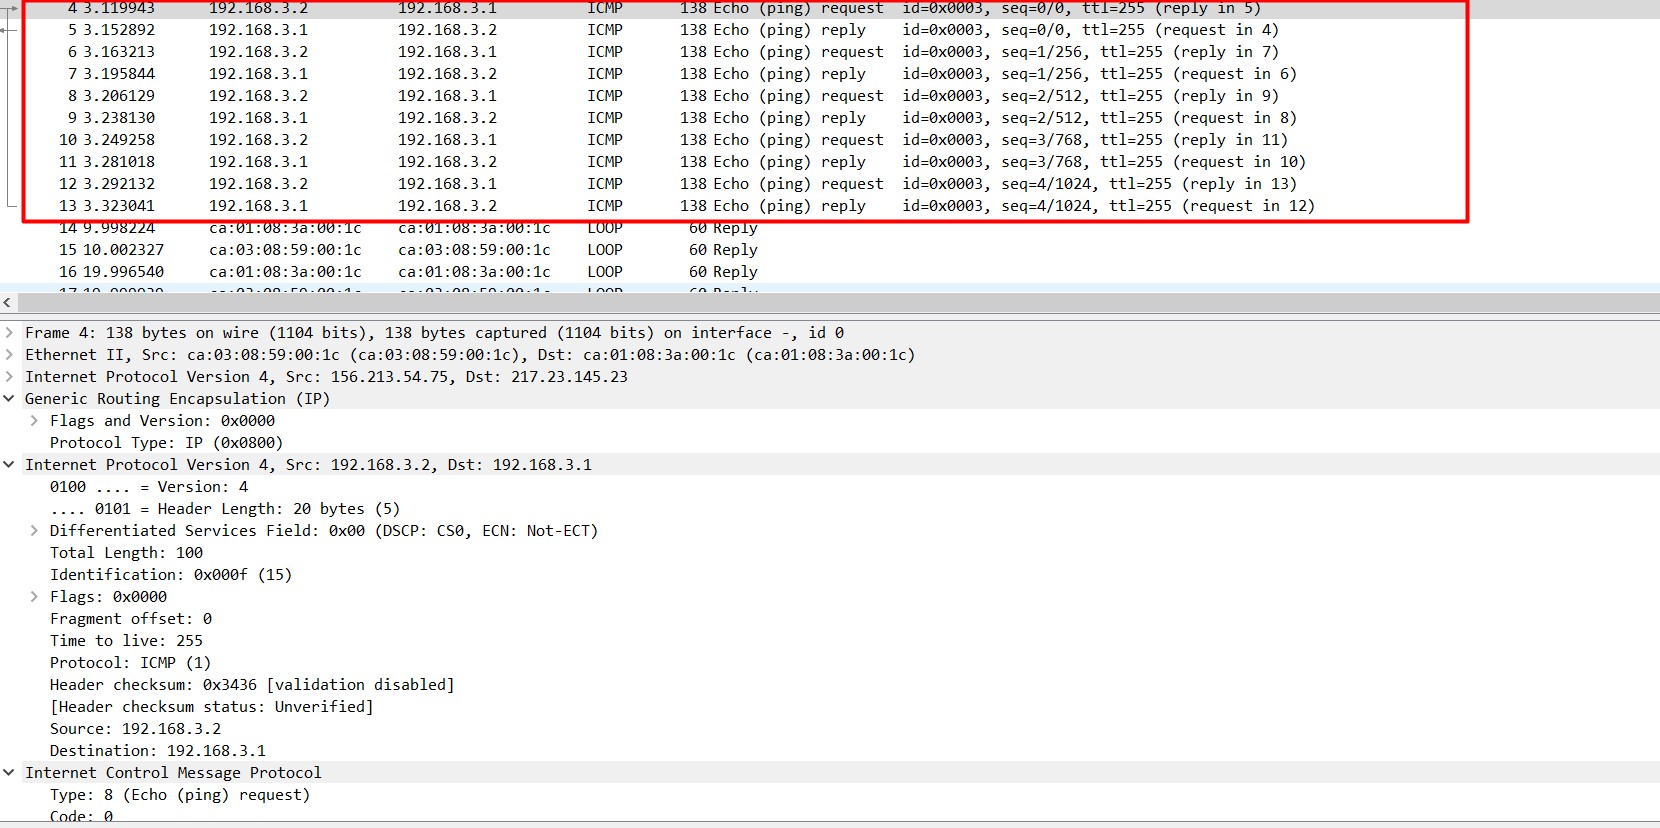 4 3.119943 192.168.3.2 192.168.3.1 ICMP 138 Echo (ping) request id=0x0003, seq=0/0, ttl=255 (reply in 5)
5 3.152892 192.168.3.1 192.168.3.2 ICMP 138 Echo (ping) reply id=0x0003, seq=0/0, ttl=255 (request in 4)
6 3.163213 192.168.3.2 192.168.3.1 ICMP 138 Echo (ping) request id=0x0003, seq=1/256, ttl=255 (reply in 7)
7 3.195844 192.168.3.1 192.168.3.2 ICMP 138 Echo (ping) reply id=0x0003, seq=1/256, ttl=255 (request in 6)
8 3.206129 192.168.3.2 192.168.3.1 ICMP 138 Echo (ping) request id=0x0003, seq=2/512, ttl=255 (reply in 9)
9 3.238130 192.168.3.1 192.168.3.2 ICMP 138 Echo (ping) reply id=0x0003, seq=2/512, ttl=255 (request in 8)
10 3.249258 192.168.3.2 192.168.3.1 ICMP 138 Echo (ping) request id=0x0003, seq=3/768, ttl=255 (reply in 11)
11 3.281018 192.168.3.1 192.168.3.2 ICMP 138 Echo (ping) reply id=0x0003, seq=3/768, ttl=255 (request in 10)
12 3.292132 192.168.3.2 192.168.3.1 ICMP 138 Echo (ping) request id=0x0003, seq=4/1024, ttl=255 (reply in 13)
13 3.323041 192.168.3.1 192.168.3.2 ICMP 138 Echo (ping) reply id=0x0003, seq=4/1024, ttl=255 (request in 12)
14 9.998224 ca:01:08:3a:00:1c ca:01:08:3a:00:1c LOOP 60 Reply
15 10.002327 ca:03:08:59:00:1c ca:03:08:59:00:1c LOOP 60 Reply
16 19.996540 ca:01:08:3a:00:1c ca:01:08:3a:00:1c LOOP 60 Reply
Frame 4: 138 bytes on wire (1104 bits), 138 bytes captured (1104 bits) on interface -, id 0
Ethernet II, Src: ca:03:08:59:00:1c (ca:03:08:59:00:1c), Dst: ca:01:08:3a:00:1c (ca:01:08:3a:00:1c)
Internet Protocol Version 4, Src: 156.213.54.75, Dst: 217.23.145.23
Generic Routing Encapsulation (IP)
Flags and Version: 0x0000
Protocol Type: IP (0x0800)
Internet Protocol Version 4, Src: 192.168.3.2, Dst: 192.168.3.1
0100 .... = Version: 4
.... 0101 = Header Length: 20 bytes (5)
Differentiated Services Field: 0x00 (DSCP: CS0, ECN: Not-ECT)
Total Length: 100
Identification: 0x000f (15)
Flags: 0x0000
Fragment offset: 0
Time to live: 255
Protocol: ICMP (1)
Header checksum: 0x3436 [validation disabled]
[Header checksum status: Unverified]
Source: 192.168.3.2
Destination: 192.168.3.1
Internet Control Message Protocol
Type: 8 (Echo (ping) request)
Code: 0